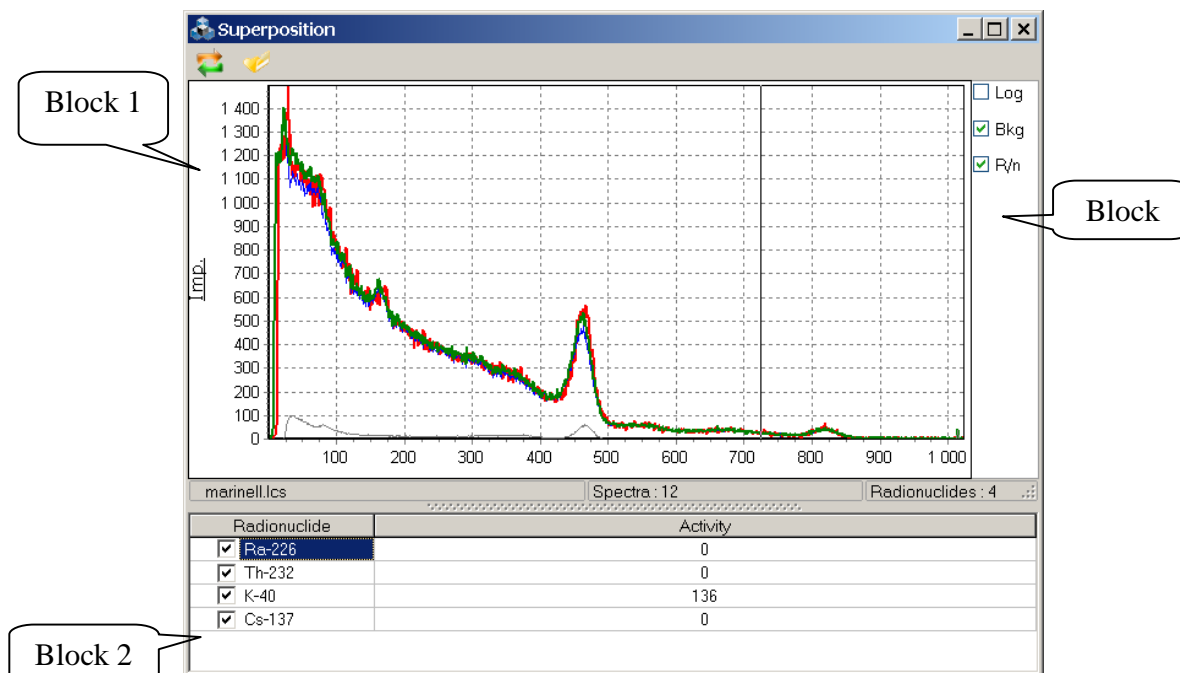 Superposition
Block 1
Log
Bkg
R/n
Block
Imp.
1 400
1 300
1 200
1 100
1 000
900
800
700
600
500
400
300
200
100
0
100 200 300 400 500 600 700 800 900 1 000
marinell.lcs Spectra : 12 Radionuclides : 4
Radionuclide Activity
Ra-226 0
Th-232 0
K-40 136
Cs-137 0
Block 2